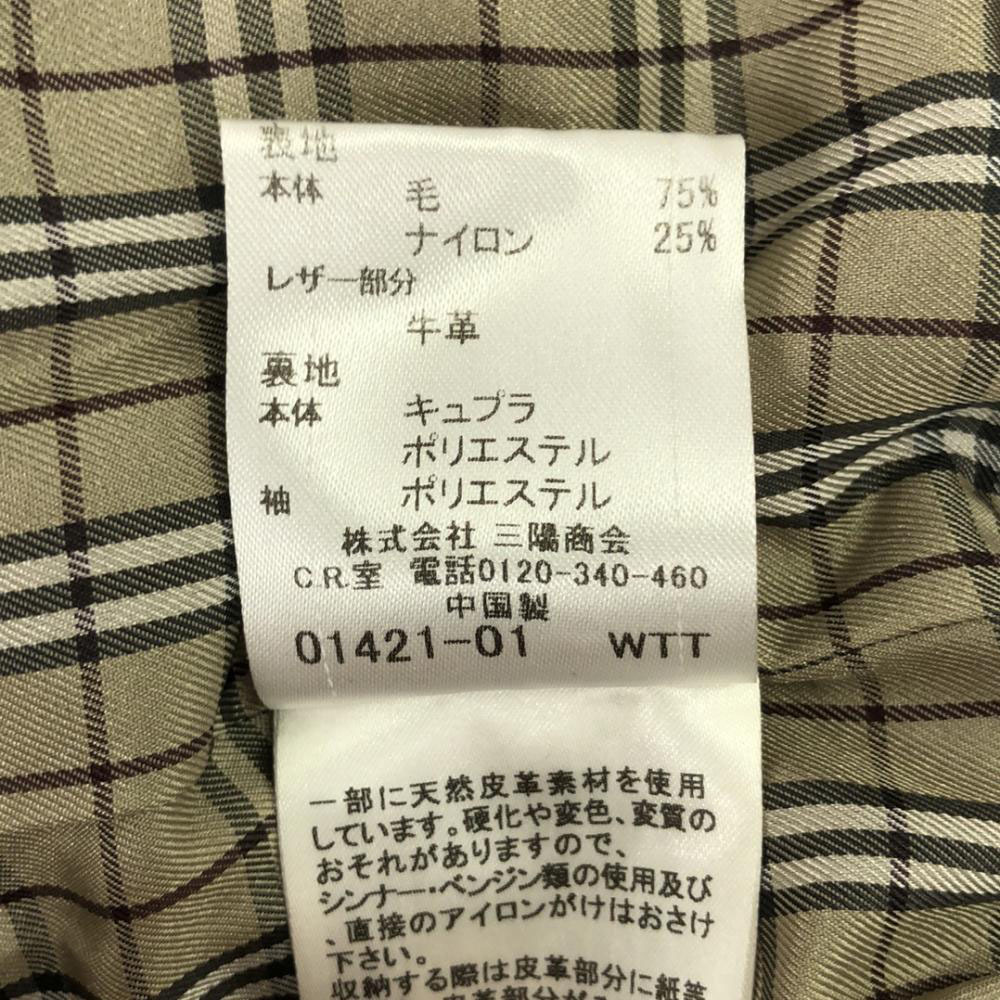 表地
本体 毛 75%
ナイロン 25%
レザー部分
牛革
裏地
本体 キュプラ
ポリエステル
袖 ポリエステル
株式会社 三陽商会
C.R.室 電話0120-340-460
中国製
01421-01 WTT
一部に天然皮革素材を使用
しています。硬化や変色、変質の
おそれがありますので、
シンナー・ベンジン類の使用及び
、直接のアイロンがけはおさけ
下さい。
収納する際は皮革部分に紙等
皮革部分が